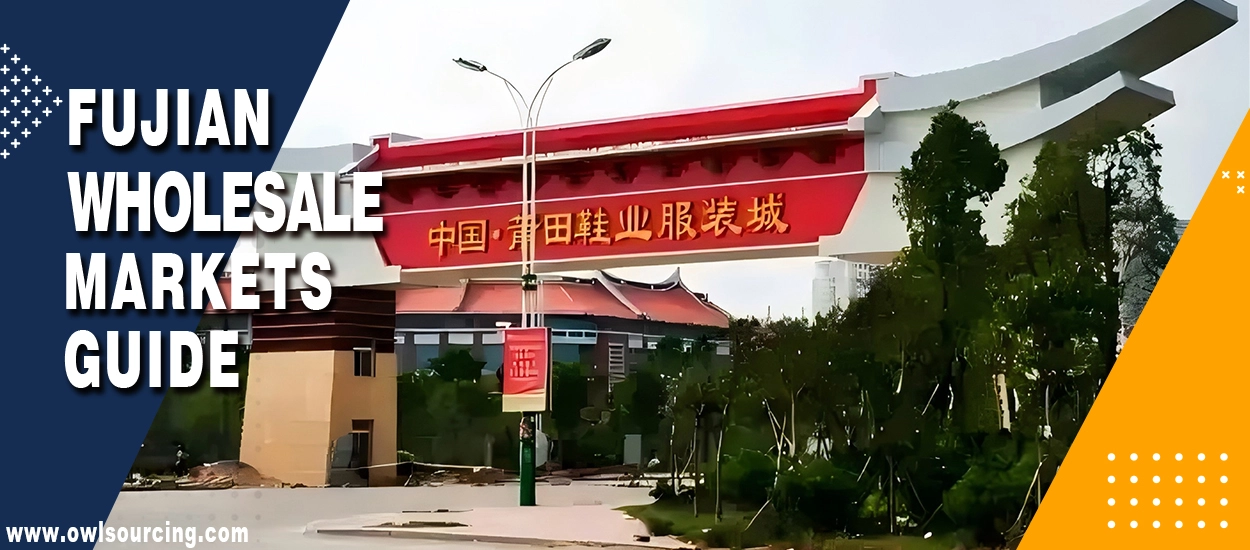 FUJIAN
WHOLESALE
MARKETS
GUIDE
中国·莆田鞋业服装城
www.owlsourcing.com